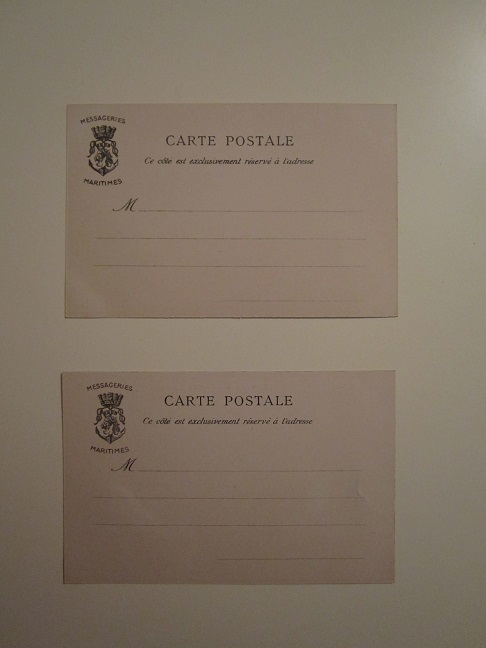 MESSAGERIES
MARITIMES
CARTE POSTALE
Ce côté est exclusivement réservé à l'adresse
M
MESSAGERIES
MARITIMES
CARTE POSTALE
Ce côté est exclusivement réservé à l'adresse
M